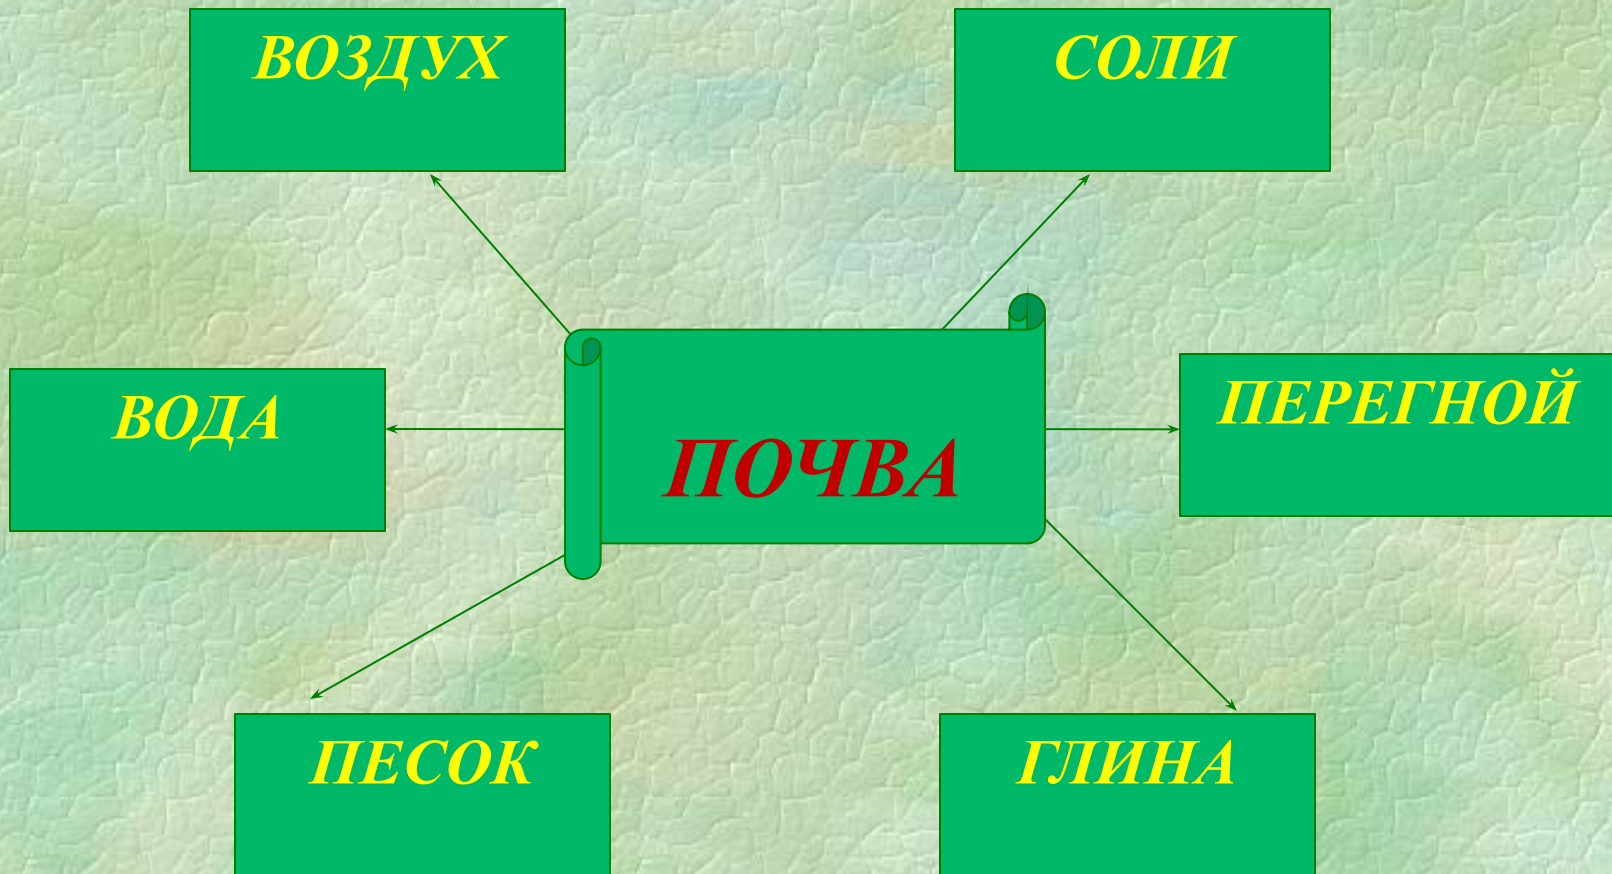 ВОЗДУХ
СОЛИ
ВОДА
ПОЧВА
ПЕРЕГНОЙ
ПЕСОК
ГЛИНА